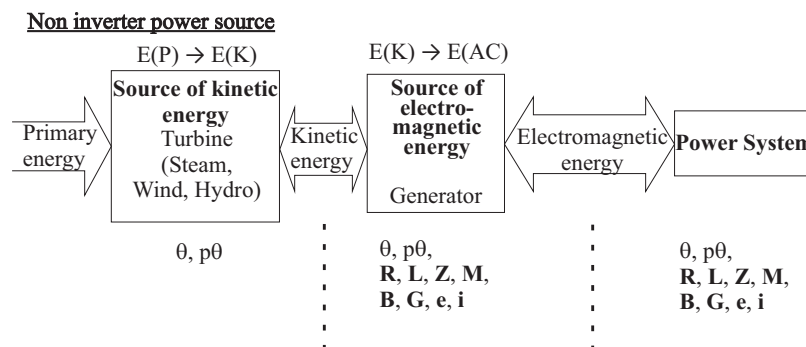 Non inverter power source
E(P) → E(K)
E(K) → E(AC)
Primary
energy
Source of kinetic
energy
Turbine
(Steam,
Wind, Hydro)
Kinetic
energy
Source of
electro-
magnetic
energy
Generator
Electromagnetic
energy
Power System
θ, pθ
θ, pθ,
R, L, Z, M,
B, G, e, i
θ, pθ,
R, L, Z, M,
B, G, e, i